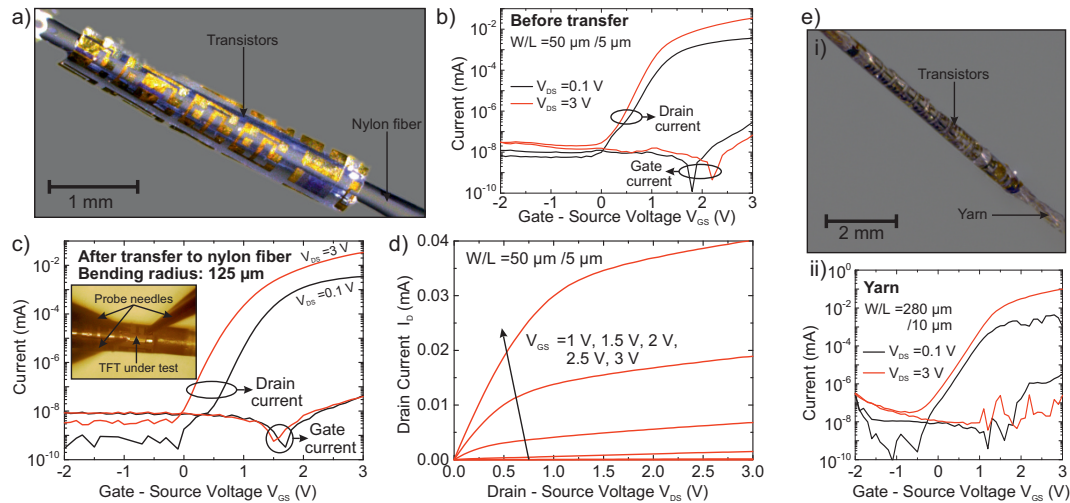 a)
Transistors
Nylon fiber
1 mm
b)
Before transfer
W/L =50 µm /5 µm
V_DS=0.1 V
V_DS = 3 V
Drain
current
Gate
current
10⁻²
10⁻⁴
10⁻⁶
10⁻⁸
10⁻¹⁰
Current (mA)
-2 -1 0 1 2 3
Gate - Source Voltage V_GS (V)
e)
i)
Transistors
Yarn
2 mm
c)
After transfer to nylon fiber
Bending radius: 125 µm
V_DS=3 V
V_DS=0.1 V
Probe needles
TFT under test
Drain
current
Gate
current
10⁻²
10⁻⁴
10⁻⁶
10⁻⁸
10⁻¹⁰
Current (mA)
-2 -1 0 1 2 3
Gate - Source Voltage V_GS (V)
d)
W/L =50 µm /5 µm
V_GS =1 V, 1.5 V, 2 V,
2.5 V, 3 V
0.04
0.03
0.02
0.01
0.00
Drain Current I_D (mA)
0.0 0.5 1.0 1.5 2.0 2.5 3.0
Drain - Source Voltage V_DS (V)
ii)
Yarn
W/L =280 µm
/10 µm
V_DS =0.1 V
V_DS = 3 V
10⁰
10⁻²
10⁻⁴
10⁻⁶
10⁻⁸
10⁻¹⁰
Current (mA)
-2 -1 0 1 2 3
Gate - Source Voltage V_GS (V)